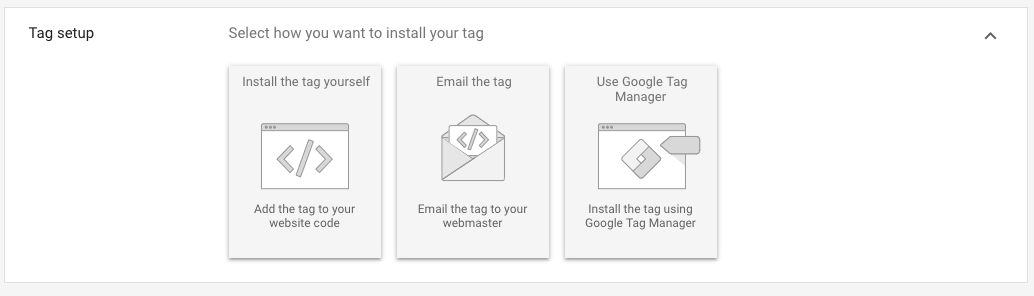 Tag setup
Select how you want to install your tag
Install the tag yourself
Add the tag to your
website code
Email the tag
Email the tag to your
webmaster
Use Google Tag
Manager
Install the tag using
Google Tag Manager